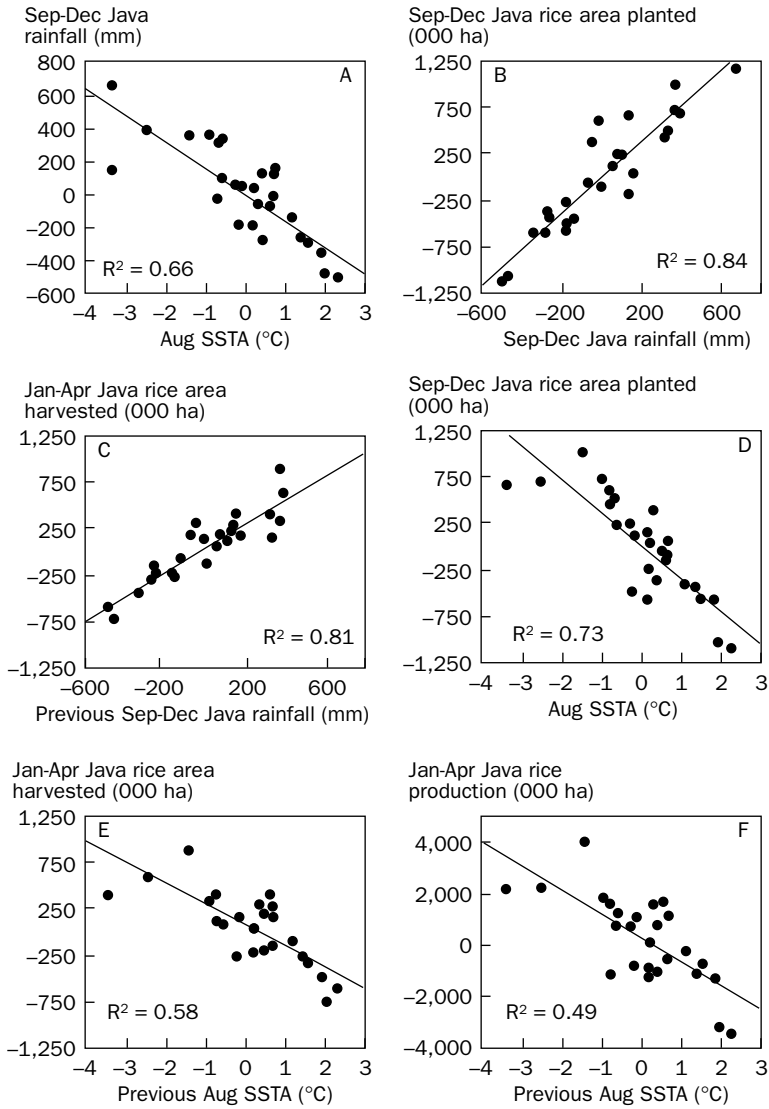 Sep-Dec Java
rainfall (mm)
800
600
400
200
0
−200
−400
−600
A
R² = 0.66
−4 −3 −2 −1 0 1 2 3
Aug SSTA (°C)
Sep-Dec Java rice area planted
(000 ha)
1,250
750
250
−250
−750
−1,250
B
R² = 0.84
−600 −200 200 600
Sep-Dec Java rainfall (mm)
Jan-Apr Java rice area
harvested (000 ha)
1,250
750
250
−250
−750
−1,250
C
R² = 0.81
−600 −200 200 600
Previous Sep-Dec Java rainfall (mm)
Sep-Dec Java rice area planted
(000 ha)
1,250
750
250
−250
−750
−1,250
D
R² = 0.73
−4 −3 −2 −1 0 1 2 3
Aug SSTA (°C)
Jan-Apr Java rice area
harvested (000 ha)
1,250
750
250
−250
−750
−1,250
E
R² = 0.58
−4 −3 −2 −1 0 1 2 3
Previous Aug SSTA (°C)
Jan-Apr Java rice
production (000 ha)
4,000
2,000
0
−2,000
−4,000
F
R² = 0.49
−4 −3 −2 −1 0 1 2 3
Previous Aug SSTA (°C)